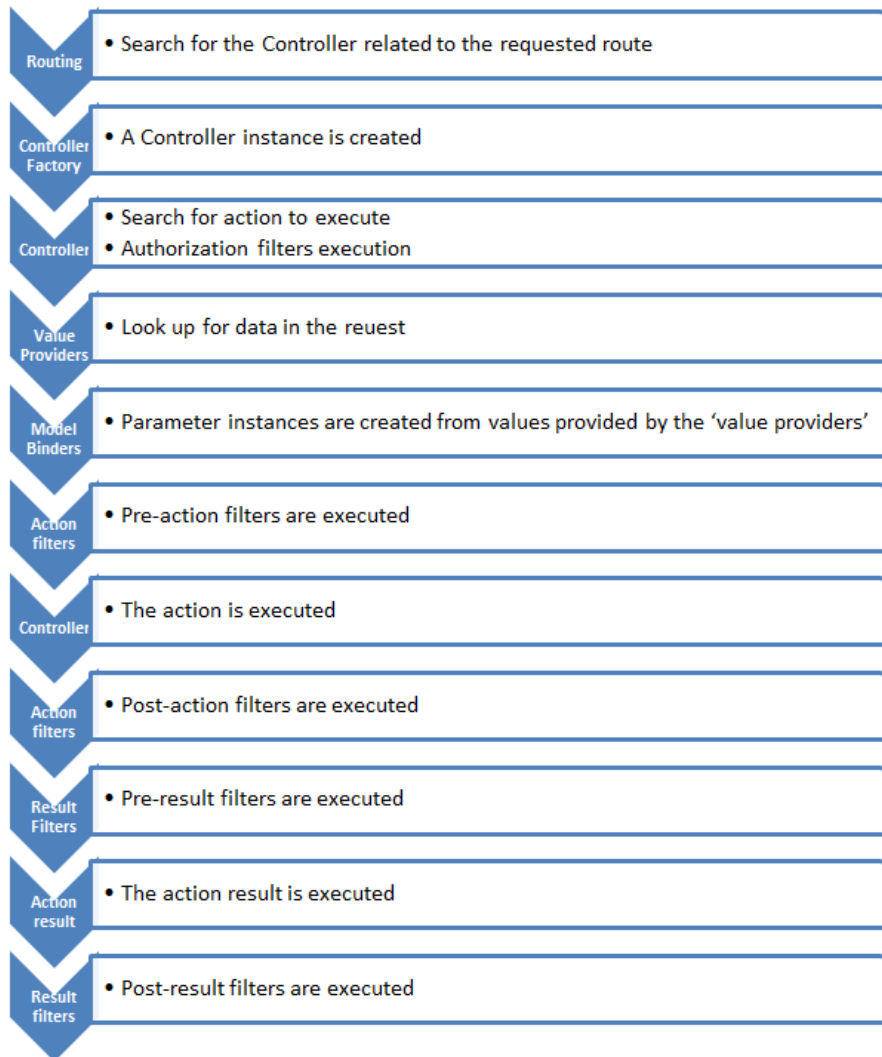 Routing
• Search for the Controller related to the requested route
Controller
Factory
• A Controller instance is created
Controller
• Search for action to execute
• Authorization filters execution
Value
Providers
• Look up for data in the reuest
Model
Binders
• Parameter instances are created from values provided by the ‘value providers’
Action
filters
• Pre-action filters are executed
Controller
• The action is executed
Action
filters
• Post-action filters are executed
Result
Filters
• Pre-result filters are executed
Action
result
• The action result is executed
Result
filters
• Post-result filters are executed